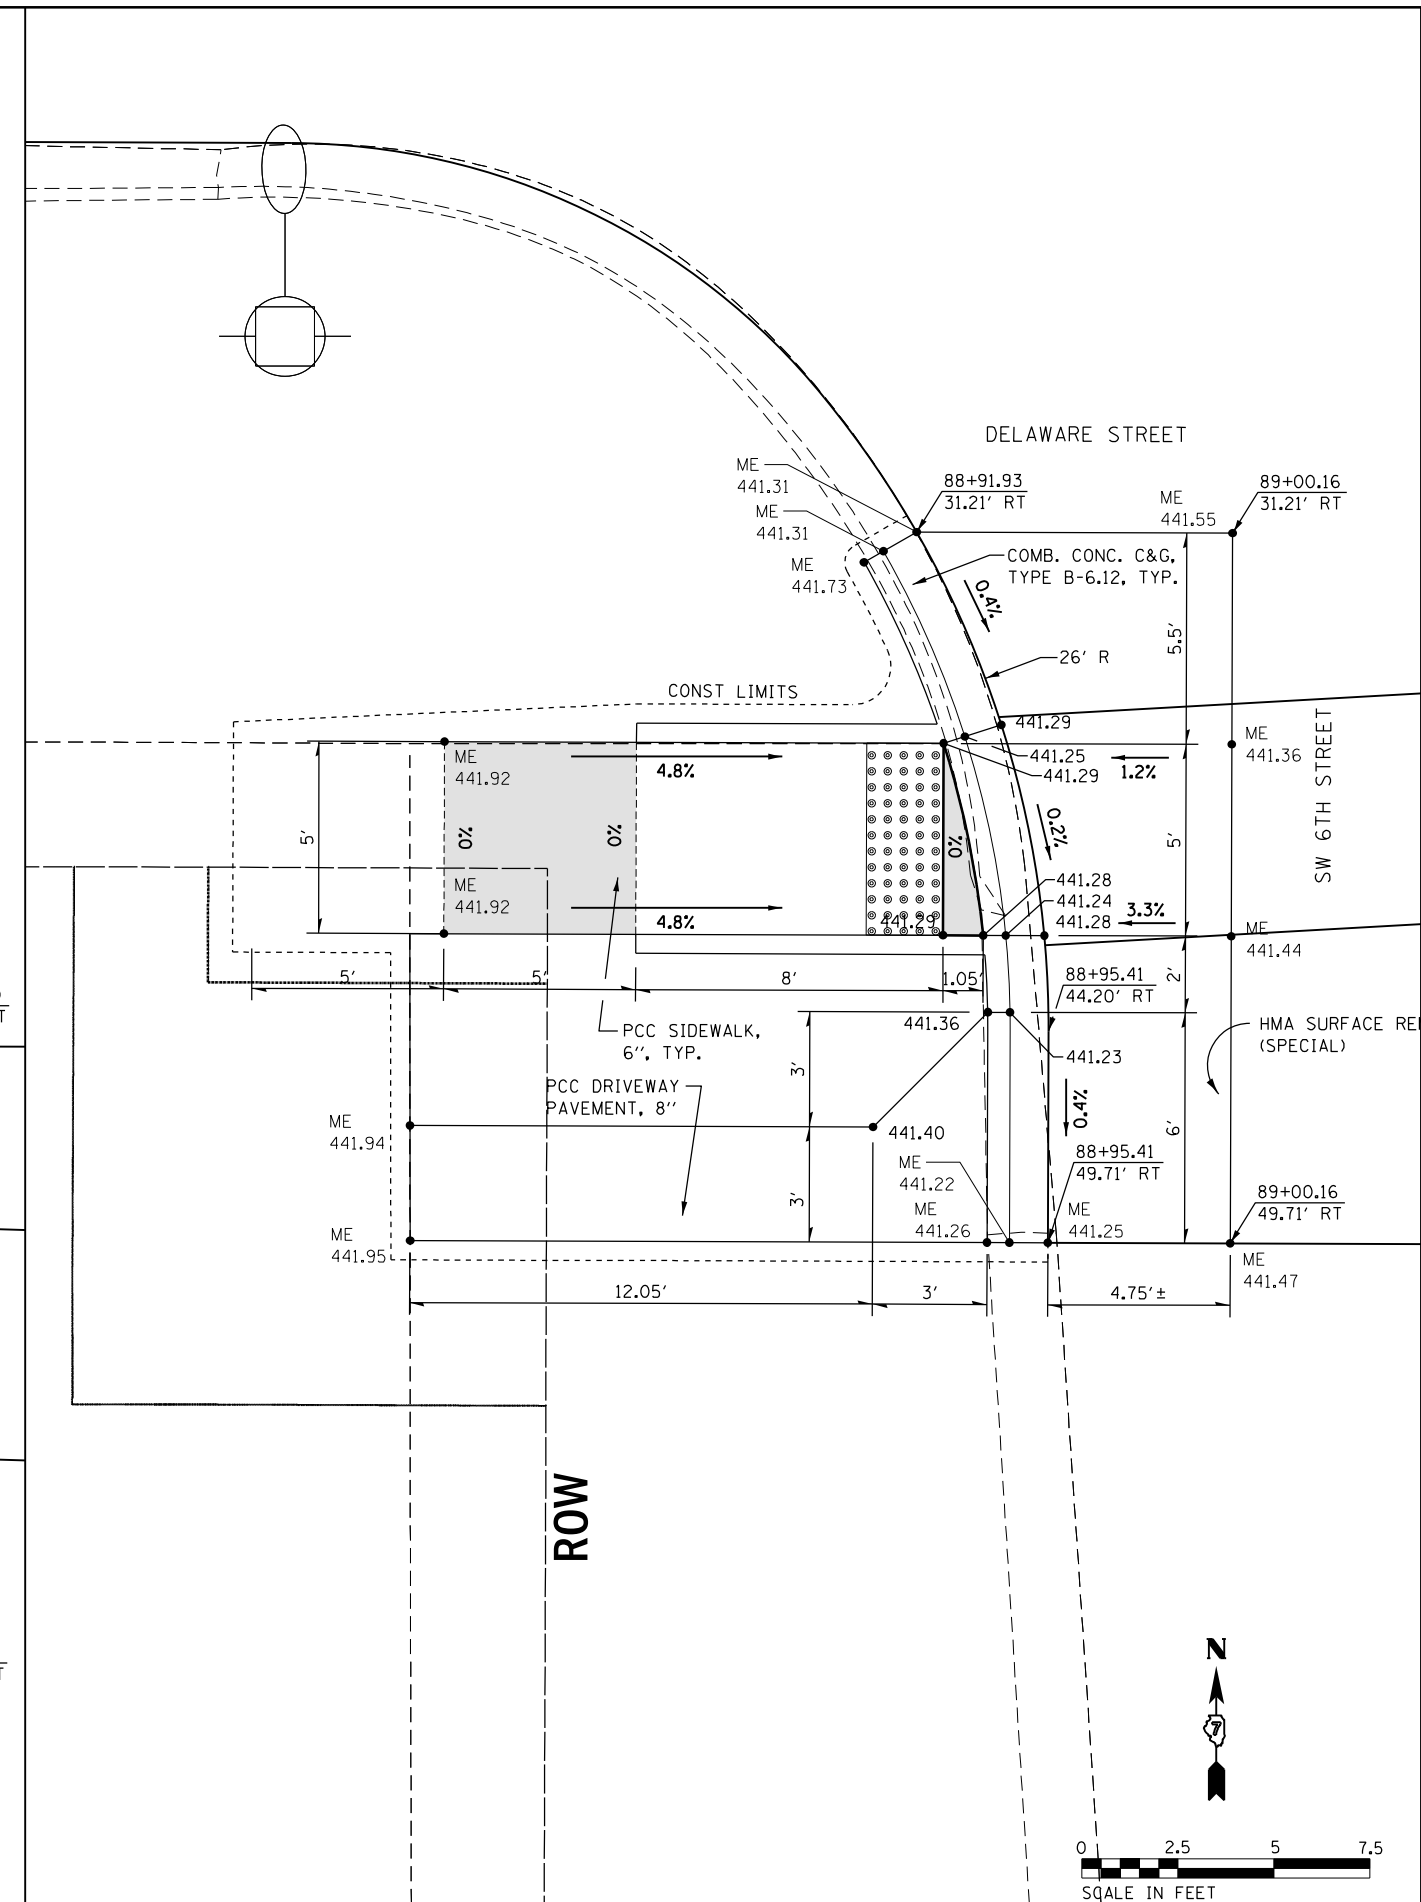 DELAWARE STREET
ME
441.31
88+91.93
31.21' RT
ME
441.55
89+00.16
31.21' RT
ME
441.31
ME
441.73
COMB. CONC. C&G,
TYPE B-6.12, TYP.
0.4%
5.5'
26' R
CONST LIMITS
441.29
441.25
441.29
1.2%
ME
441.36
SW 6TH STREET
ME
441.92
4.8%
5'
0%
0%
0%
0.2%
5'
ME
441.92
4.8%
441.29
441.28
441.24
441.28
3.3%
ME
441.44
5'
5'
8'
1.05'
2'
88+95.41
44.20' RT
T
PCC SIDEWALK,
6", TYP.
441.36
441.23
HMA SURFACE
(SPECIAL)
3'
PCC DRIVEWAY
PAVEMENT, 8"
0.4%
6'
ME
441.94
441.40
88+95.41
49.71' RT
ME
441.22
3'
89+00.16
49.71' RT
ME
441.95
ME
441.26
ME
441.25
ME
441.47
12.05'
3'
4.75'±
ROW
T
N
7
0 2.5 5 7.5
SCALE IN FEET